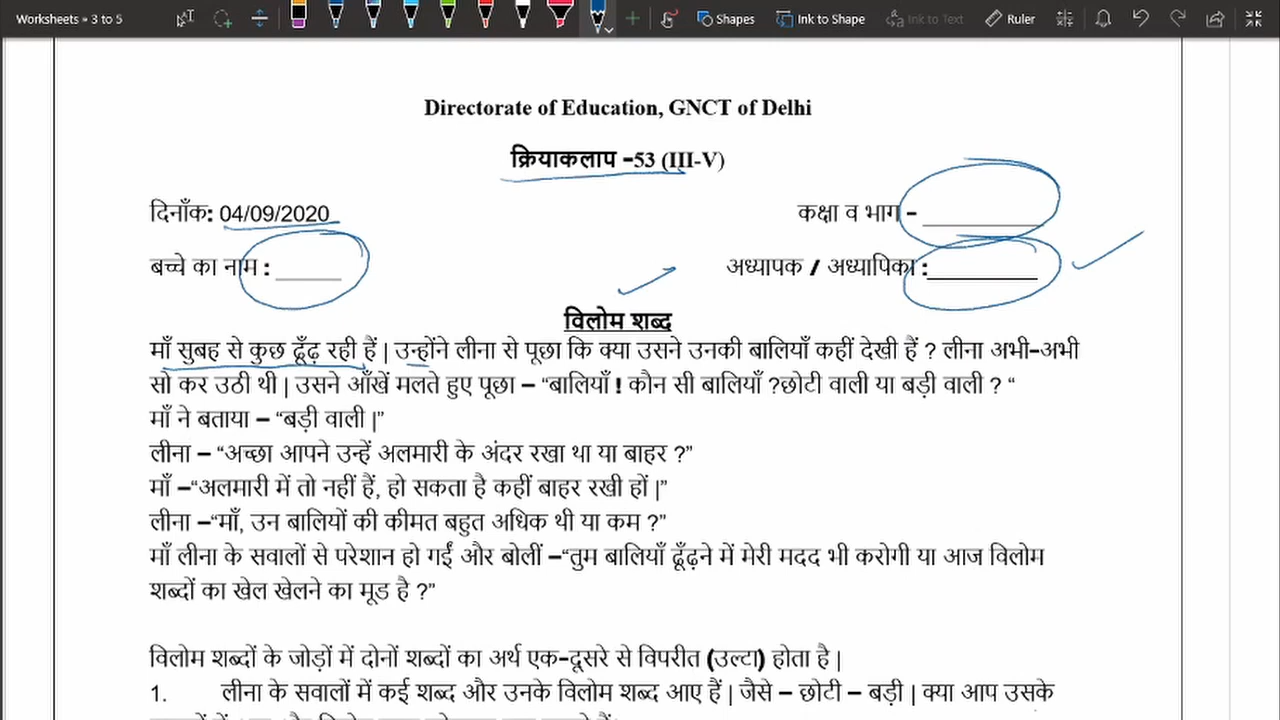 Worksheets » 3 to 5
Shapes
Ink to Shape
Ink to Text
Ruler
Directorate of Education, GNCT of Delhi
क्रियाकलाप -53 (III-V)
दिनाँक: 04/09/2020 कक्षा व भाग - ___________
बच्चे का नाम : ______ अध्यापक / अध्यापिका :__________
विलोम शब्द
माँ सुबह से कुछ ढूँढ़ रही हैं | उन्होंने लीना से पूछा कि क्या उसने उनकी बालियाँ कहीं देखी हैं ? लीना अभी-अभी
सो कर उठी थी | उसने आँखें मलते हुए पूछा – “बालियाँ ! कौन सी बालियाँ ?छोटी वाली या बड़ी वाली ? “
माँ ने बताया – “बड़ी वाली |”
लीना – “अच्छा आपने उन्हें अलमारी के अंदर रखा था या बाहर ?”
माँ –“अलमारी में तो नहीं हैं, हो सकता है कहीं बाहर रखी हों |”
लीना –“माँ, उन बालियों की कीमत बहुत अधिक थी या कम ?”
माँ लीना के सवालों से परेशान हो गईं और बोलीं –“तुम बालियाँ ढूँढ़ने में मेरी मदद भी करोगी या आज विलोम
शब्दों का खेल खेलने का मूड है ?”
विलोम शब्दों के जोड़ों में दोनों शब्दों का अर्थ एक-दूसरे से विपरीत (उल्टा) होता है |
1. लीना के सवालों में कई शब्द और उनके विलोम शब्द आए हैं | जैसे – छोटी – बड़ी | क्या आप उसके